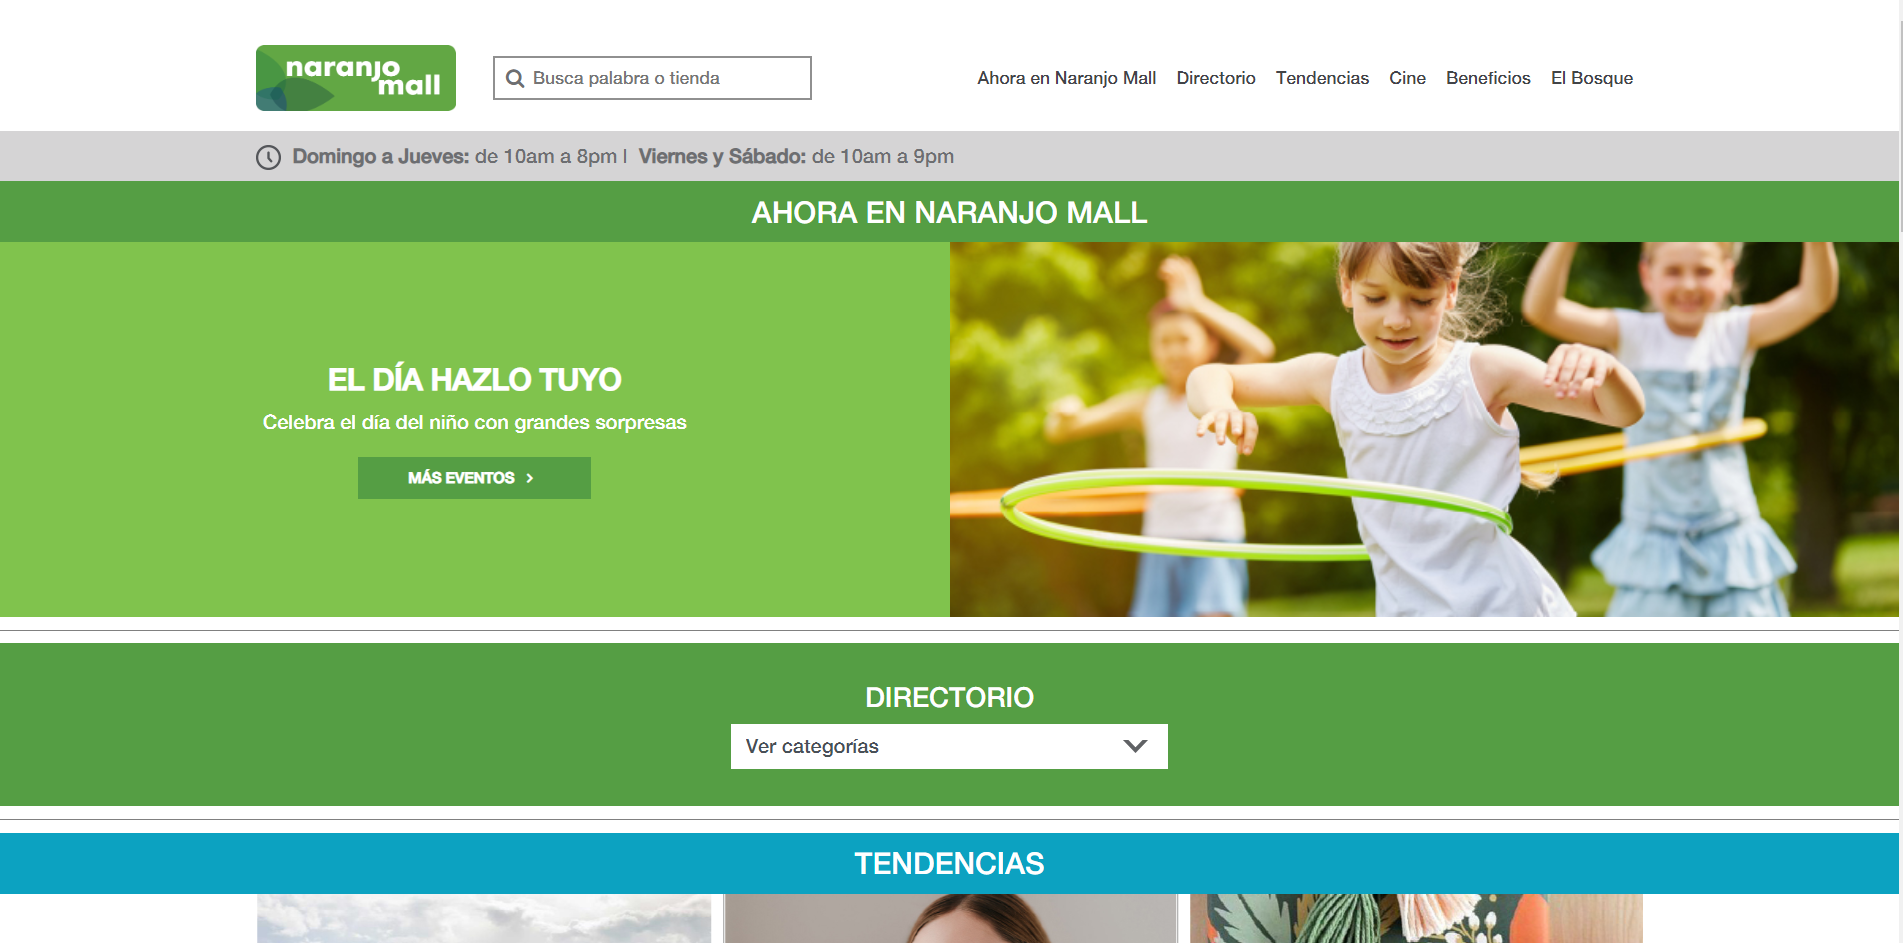 naranjo
mall
Busca palabra o tienda
Ahora en Naranjo Mall Directorio Tendencias Cine Beneficios El Bosque
Domingo a Jueves: de 10am a 8pm | Viernes y Sábado: de 10am a 9pm
AHORA EN NARANJO MALL
EL DÍA HAZLO TUYO
Celebra el día del niño con grandes sorpresas
MÁS EVENTOS >
DIRECTORIO
Ver categorías
TENDENCIAS